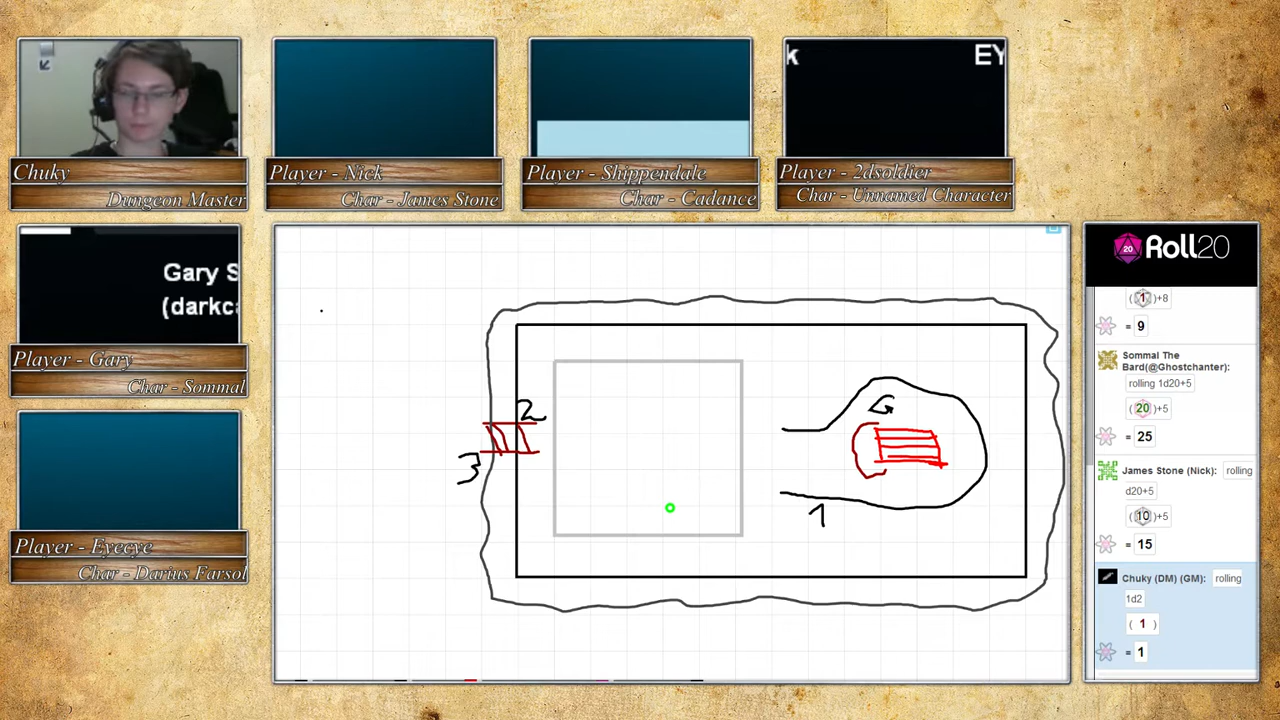 Chuky
Dungeon Master
Player - Nick
Char - James Stone
Player - Shippendale
Char - Cadance
k EY
Player - 2dsoldier
Char - Unnamed Character
Gary S
(darkca
Player - Gary
Char - Sommal
Player - Eyeeye
Char - Darius Farsol
2
3
G
1
20 Roll20
(1)+8
= 9
Sommal The
Bard(@Ghostchanter):
rolling 1d20+5
(20)+5
= 25
James Stone (Nick): rolling
d20+5
(10)+5
= 15
Chuky (DM) (GM): rolling
1d2
(1)
= 1